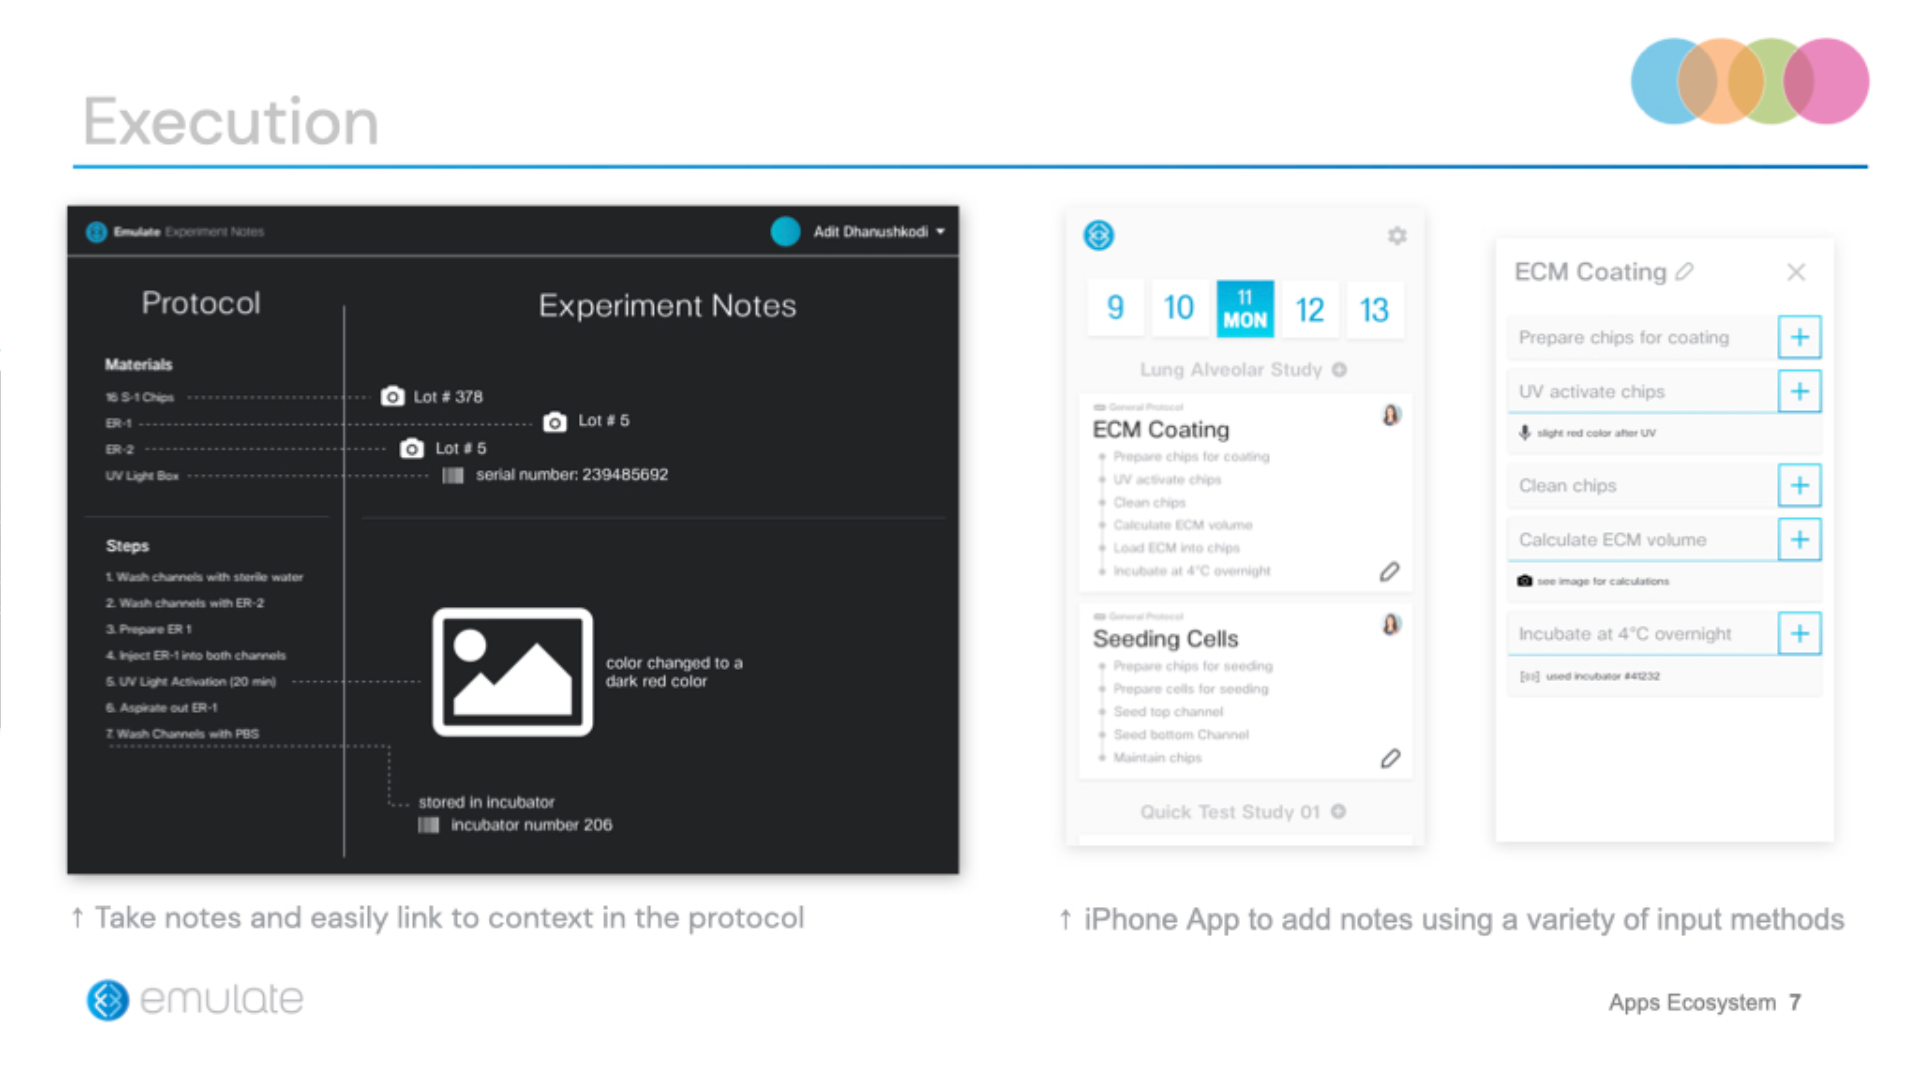 Execution
Emulate Experiment Notes
Adit Dhanushkodi
Protocol
Experiment Notes
Materials
16 S-1 Chips
Lot # 378
ER-1
Lot # 5
ER-2
Lot # 5
UV Light Box
serial number: 239485692
Steps
1. Wash channels with sterile water
2. Wash channels with ER-2
3. Prepare ER 1
4. Inject ER-1 into both channels
5. UV Light Activation (20 min)
color changed to a
dark red color
6. Aspirate out ER-1
7. Wash Channels with PBS
stored in incubator
incubator number 206
↑ Take notes and easily link to context in the protocol
9
10
11
MON
12
13
Lung Alveolar Study
General Protocol
ECM Coating
Prepare chips for coating
UV activate chips
Clean chips
Calculate ECM volume
Load ECM into chips
Incubate at 4°C overnight
General Protocol
Seeding Cells
Prepare chips for seeding
Prepare cells for seeding
Seed top channel
Seed bottom Channel
Maintain chips
Quick Test Study 01
ECM Coating
Prepare chips for coating
UV activate chips
slight red color after UV
Clean chips
Calculate ECM volume
see image for calculations
Incubate at 4°C overnight
used incubator #41232
↑ iPhone App to add notes using a variety of input methods
emulate
Apps Ecosystem 7